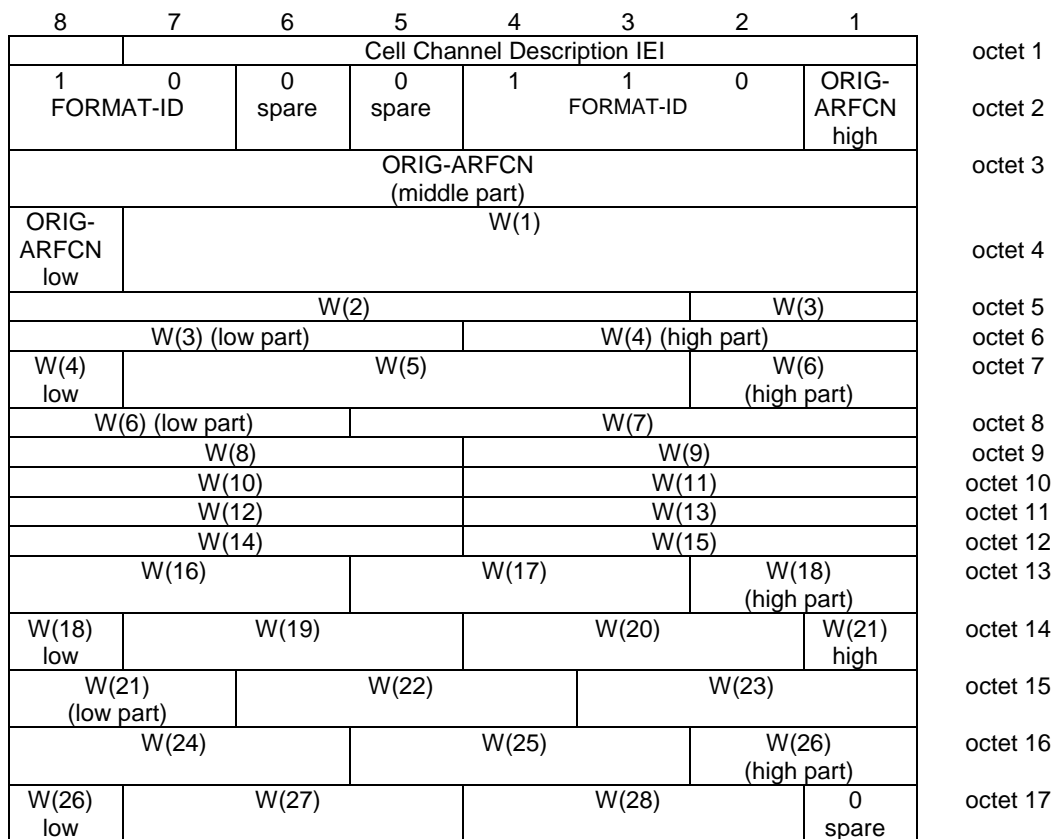 8 7 6 5 4 3 2 1
Cell Channel Description IEI octet 1
1 0 0 0 1 1 0 ORIG-
FORMAT-ID spare spare FORMAT-ID ARFCN octet 2
high
ORIG-ARFCN octet 3
(middle part)
ORIG- W(1)
ARFCN octet 4
low
W(2) W(3) octet 5
W(3) (low part) W(4) (high part) octet 6
W(4) W(5) W(6) octet 7
low (high part)
W(6) (low part) W(7) octet 8
W(8) W(9) octet 9
W(10) W(11) octet 10
W(12) W(13) octet 11
W(14) W(15) octet 12
W(16) W(17) W(18) octet 13
(high part)
W(18) W(19) W(20) W(21) octet 14
low high
W(21) W(22) W(23) octet 15
(low part)
W(24) W(25) W(26) octet 16
(high part)
W(26) W(27) W(28) 0 octet 17
low spare